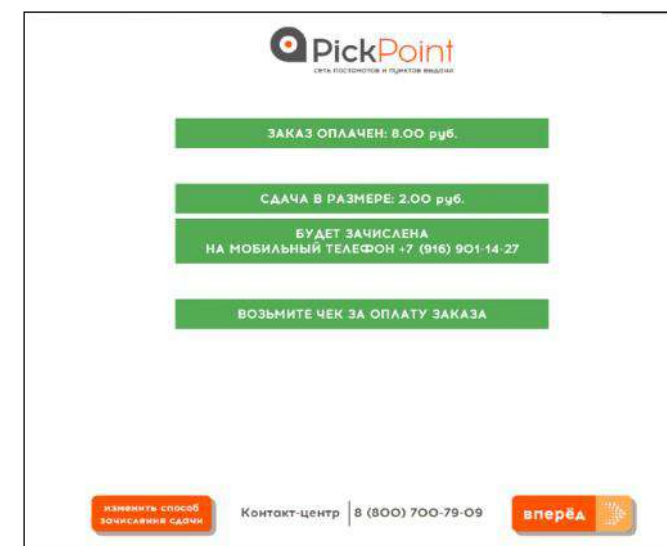 PickPoint
сеть постаматов и пунктов выдачи
ЗАКАЗ ОПЛАЧЕН: 8.00 руб.
СДАЧА В РАЗМЕРЕ: 2.00 руб.
БУДЕТ ЗАЧИСЛЕНА
НА МОБИЛЬНЫЙ ТЕЛЕФОН +7 (916) 901-14-27
ВОЗЬМИТЕ ЧЕК ЗА ОПЛАТУ ЗАКАЗА
изменить способ
зачисления сдачи
Контакт-центр 8 (800) 700-79-09
вперёд